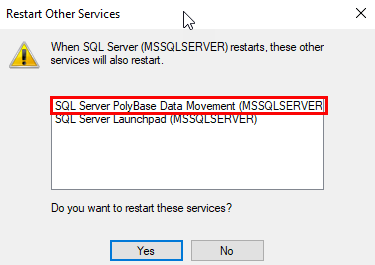 Restart Other Services
When SQL Server (MSSQLSERVER) restarts, these other
services will also restart.
SQL Server PolyBase Data Movement (MSSQLSERVER
SQL Server Launchpad (MSSQLSERVER)
Do you want to restart these services?
Yes
No